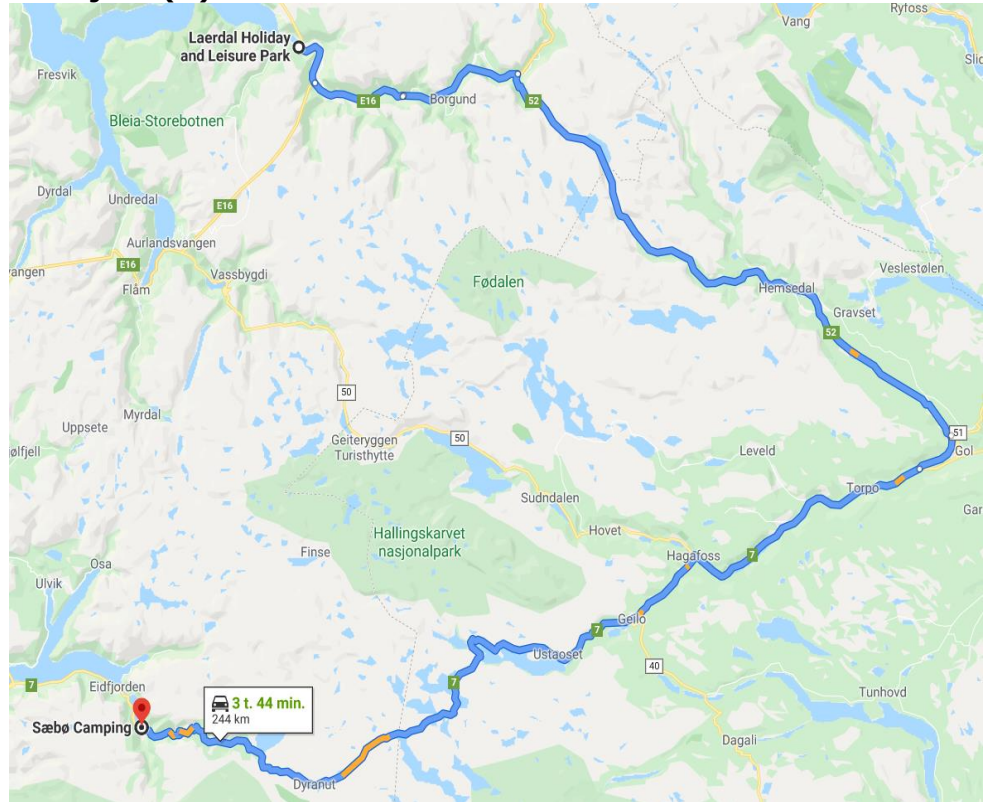 Vang
Ryfoss
Laerdal Holiday
and Leisure Park
Fresvik
E16
Borgund
52
Bleia-Storebotnen
Dyrdal
Undredal
E16
Aurlandsvangen
E16
Flåm
Vassbygdi
Fødalen
Veslestølen
Hemsedal
Gravset
52
50
Myrdal
Uppsete
Geiteryggen
Turisthytte
50
51
Gol
Leveld
Torpo
Sudndalen
Hovet
Hallingskarvet
nasjonalpark
Finse
Hagafoss
7
Osa
Ulvik
Geilo
7
Ustaoset
40
7
Eidfjorden
7
Tunhovd
Sæbø Camping
3 t. 44 min.
244 km
Dagali
Dyranut